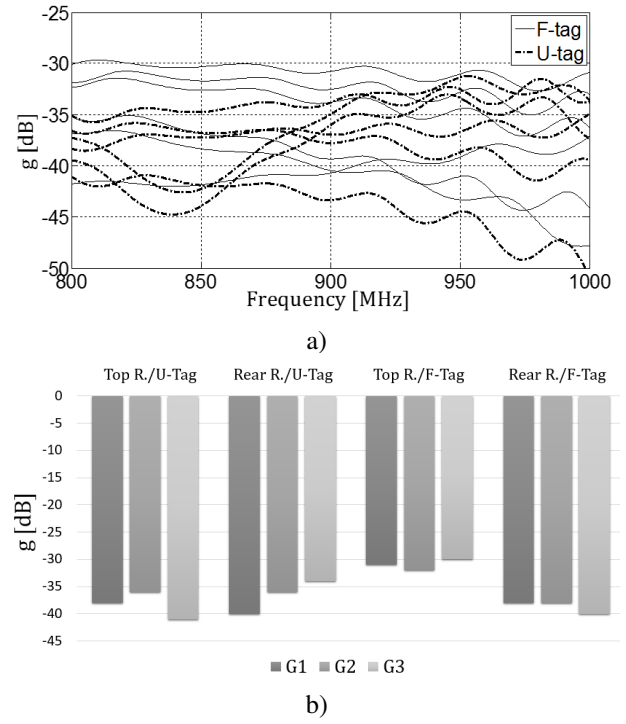 -25
-30
-35
-40
-45
-50
g [dB]
F-tag
U-tag
800
850
900
950
1000
Frequency [MHz]
a)
Top R./U-Tag
Rear R./U-Tag
Top R./F-Tag
Rear R./F-Tag
0
-5
-10
-15
-20
-25
-30
-35
-40
-45
g [dB]
G1
G2
G3
b)